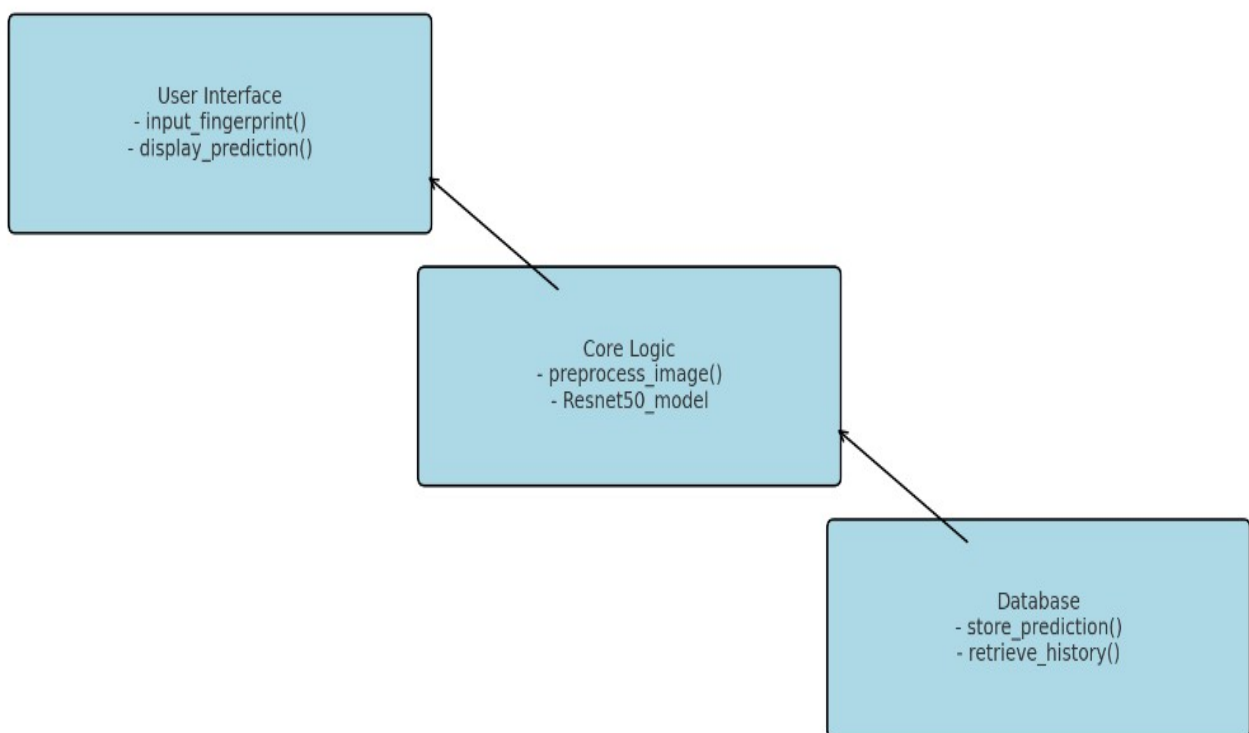 User Interface
- input_fingerprint()
- display_prediction()
Core Logic
- preprocess_image()
- Resnet50_model
Database
- store_prediction()
- retrieve_history()